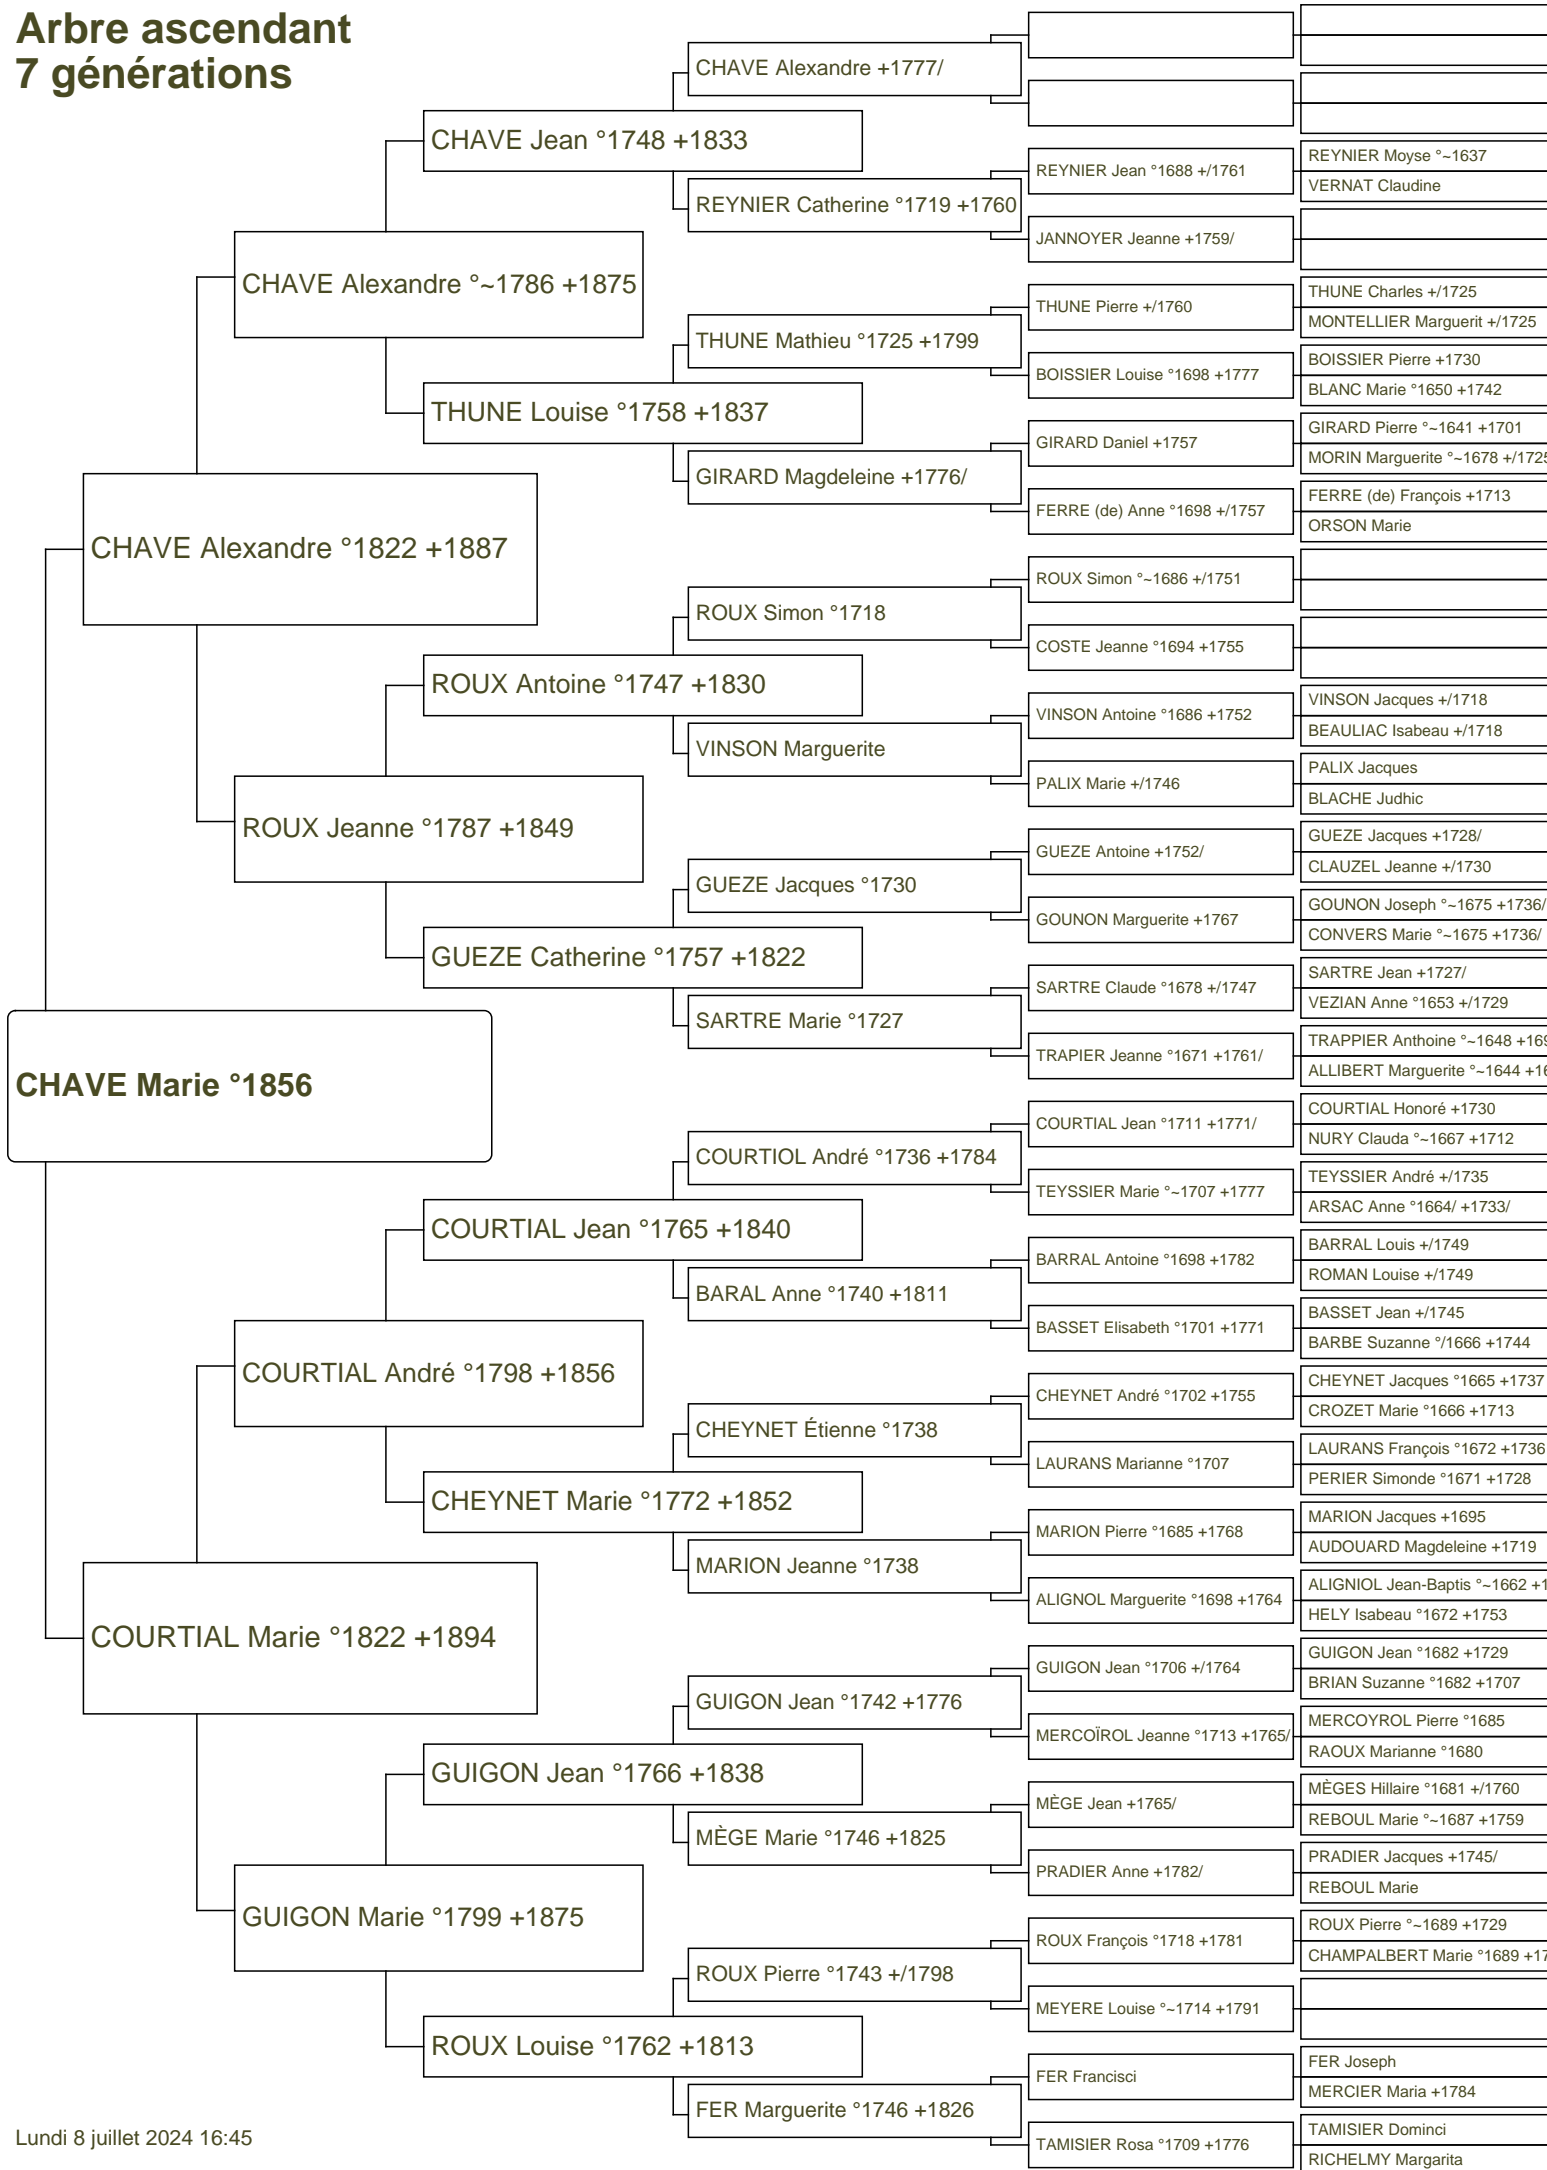 Arbre ascendant
7 générations
CHAVE Marie °1856
CHAVE Alexandre °1822 +1887
COURTIAL Marie °1822 +1894
CHAVE Alexandre °~1786 +1875
ROUX Jeanne °1787 +1849
COURTIAL André °1798 +1856
GUIGON Marie °1799 +1875
CHAVE Jean °1748 +1833
THUNE Louise °1758 +1837
ROUX Antoine °1747 +1830
GUEZE Catherine °1757 +1822
COURTIAL Jean °1765 +1840
CHEYNET Marie °1772 +1852
GUIGON Jean °1766 +1838
ROUX Louise °1762 +1813
CHAVE Alexandre +1777/
REYNIER Catherine °1719 +1760
THUNE Mathieu °1725 +1799
GIRARD Magdeleine +1776/
ROUX Simon °1718
VINSON Marguerite
GUEZE Jacques °1730
SARTRE Marie °1727
COURTIOL André °1736 +1784
BARAL Anne °1740 +1811
CHEYNET Étienne °1738
MARION Jeanne °1738
GUIGON Jean °1742 +1776
MÈGE Marie °1746 +1825
ROUX Pierre °1743 +/1798
FER Marguerite °1746 +1826
REYNIER Jean °1688 +/1761
JANNOYER Jeanne +1759/
THUNE Pierre +/1760
BOISSIER Louise °1698 +1777
GIRARD Daniel +1757
FERRE (de) Anne °1698 +/1757
ROUX Simon °~1686 +/1751
COSTE Jeanne °1694 +1755
VINSON Antoine °1686 +1752
PALIX Marie +/1746
GUEZE Antoine +1752/
GOUNON Marguerite +1767
SARTRE Claude °1678 +/1747
TRAPIER Jeanne °1671 +1761/
COURTIAL Jean °1711 +1771/
TEYSSIER Marie °~1707 +1777
BARRAL Antoine °1698 +1782
BASSET Elisabeth °1701 +1771
CHEYNET André °1702 +1755
LAURANS Marianne °1707
MARION Pierre °1685 +1768
ALIGNOL Marguerite °1698 +1764
GUIGON Jean °1706 +/1764
MERCOÏROL Jeanne °1713 +1765/
MÈGE Jean +1765/
PRADIER Anne +1782/
ROUX François °1718 +1781
MEYERE Louise °~1714 +1791
FER Francisci
TAMISIER Rosa °1709 +1776
REYNIER Moyse °~1637
VERNAT Claudine
THUNE Charles +/1725
MONTELLIER Marguerit +/1725
BOISSIER Pierre +1730
BLANC Marie °1650 +1742
GIRARD Pierre °~1641 +1701
MORIN Marguerite °~1678 +/1725
FERRE (de) François +1713
ORSON Marie
VINSON Jacques +/1718
BEAULIAC Isabeau +/1718
PALIX Jacques
BLACHE Judhic
GUEZE Jacques +1728/
CLAUZEL Jeanne +/1730
GOUNON Joseph °~1675 +1736/
CONVERS Marie °~1675 +1736/
SARTRE Jean +1727/
VEZIAN Anne °1653 +/1729
TRAPPIER Anthoine °~1648
ALLIBERT Marguerite °~1644
COURTIAL Honoré +1730
NURY Clauda °~1667 +1712
TEYSSIER André +/1735
ARSAC Anne °1664/ +1733/
BARRAL Louis +/1749
ROMAN Louise +/1749
BASSET Jean +/1745
BARBE Suzanne °/1666 +1744
CHEYNET Jacques °1665 +1737
CROZET Marie °1666 +1713
LAURANS François °1672 +1736
PERIER Simonde °1671 +1728
MARION Jacques +1695
AUDOUARD Magdeleine +1719
ALIGNIOL Jean-Baptis °~1662
HELY Isabeau °1672 +1753
GUIGON Jean °1682 +1729
BRIAN Suzanne °1682 +1707
MERCOYROL Pierre °1685
RAOUX Marianne °1680
MÈGES Hillaire °1681 +/1760
REBOUL Marie °~1687 +1759
PRADIER Jacques +1745/
REBOUL Marie
ROUX Pierre °~1689 +1729
CHAMPALBERT Marie °1689
FER Joseph
MERCIER Maria +1784
TAMISIER Dominci
RICHELMY Margarita
Lundi 8 juillet 2024 16:45